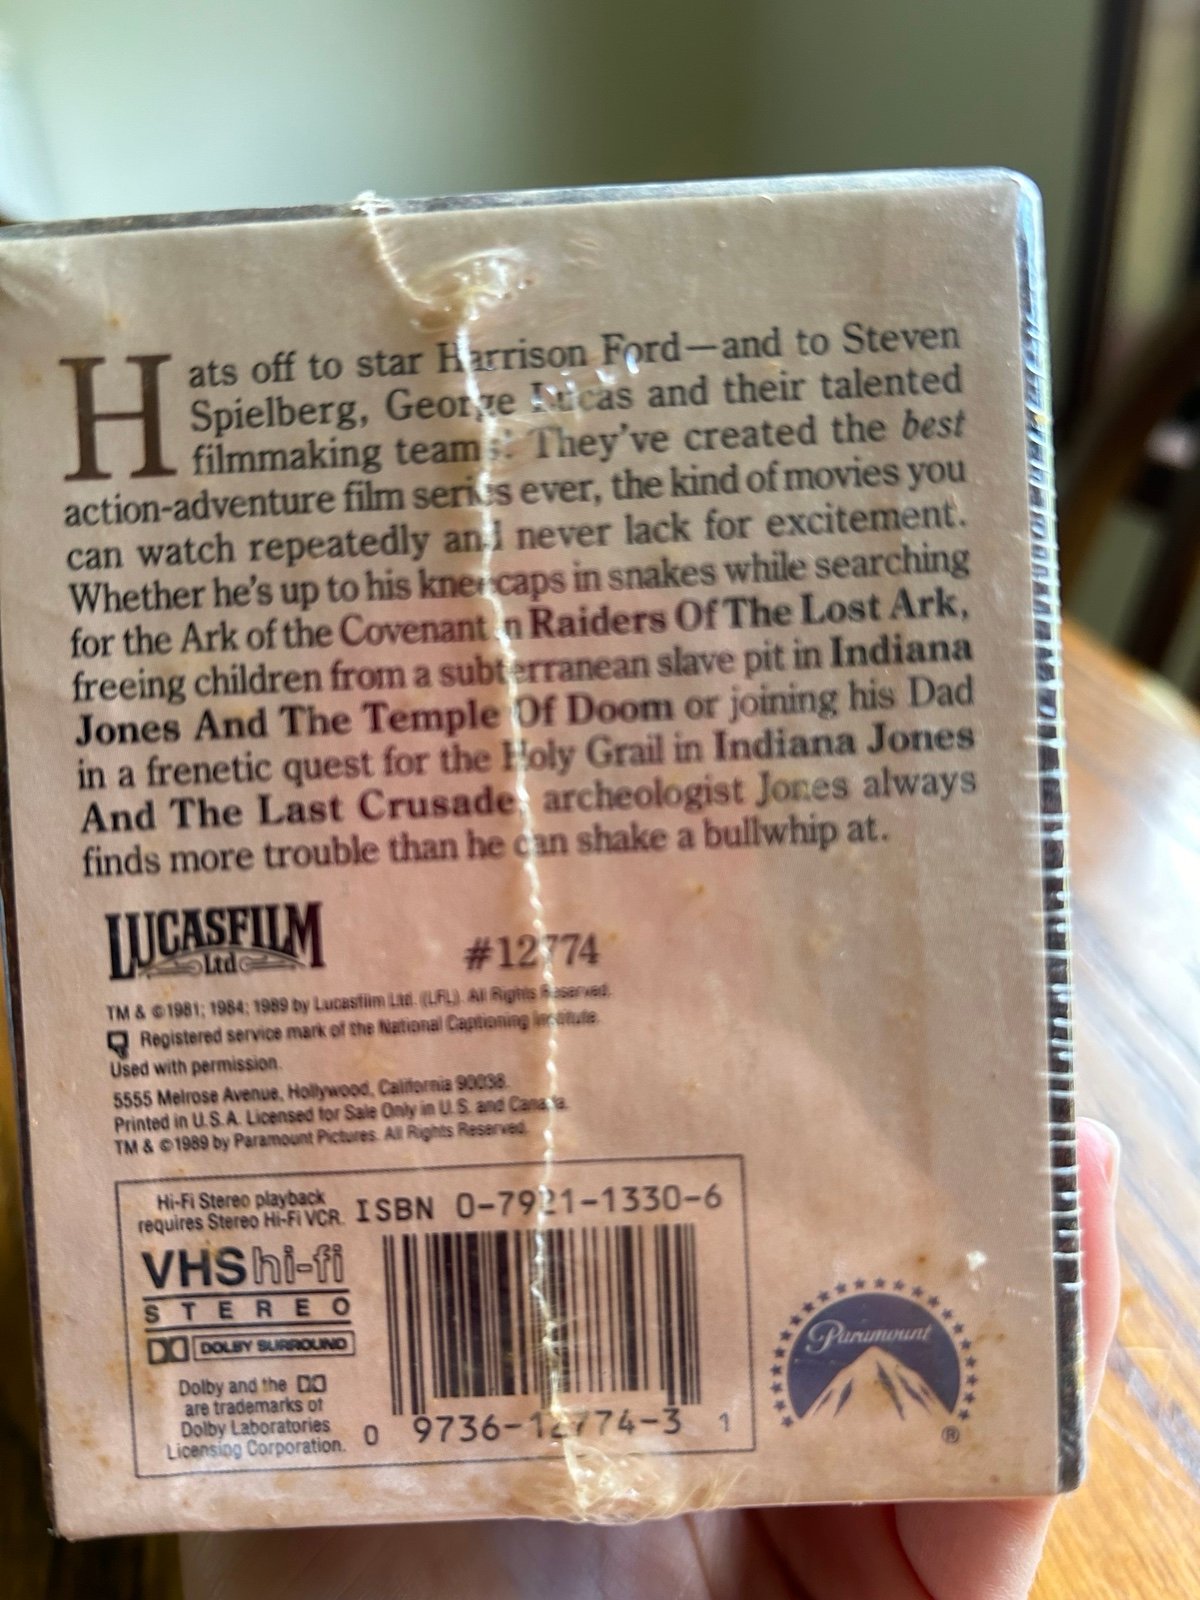 Hats off to star Harrison Ford—and to Steven
Spielberg, George Lucas and their talented
filmmaking teams! They've created the best
action-adventure film series ever, the kind of movies you
can watch repeatedly and never lack for excitement.
Whether he's up to his kneecaps in snakes while searching
for the Ark of the Covenant in Raiders Of The Lost Ark,
freeing children from a subterranean slave pit in Indiana
Jones And The Temple Of Doom or joining his Dad
in a frenetic quest for the Holy Grail in Indiana Jones
And The Last Crusade, archeologist Jones always
finds more trouble than he can shake a bullwhip at.
LUCASFILM
Ltd
#12774
TM & ©1981; 1984; 1989 by Lucasfilm Ltd. (LFL). All Rights Reserved.
Registered service mark of the National Captioning Institute.
Used with permission.
5555 Melrose Avenue, Hollywood, California 90038.
Printed in U.S.A. Licensed for Sale Only in U.S. and Canada.
TM & ©1989 by Paramount Pictures. All Rights Reserved.
Hi-Fi Stereo playback
requires Stereo Hi-Fi VCR.
ISBN 0-7921-1330-6
VHS hi-fi
STEREO
DOLBY SURROUND
Dolby and the
are trademarks of
Dolby Laboratories
Licensing Corporation.
0 9736-12774-3 1
Paramount
®